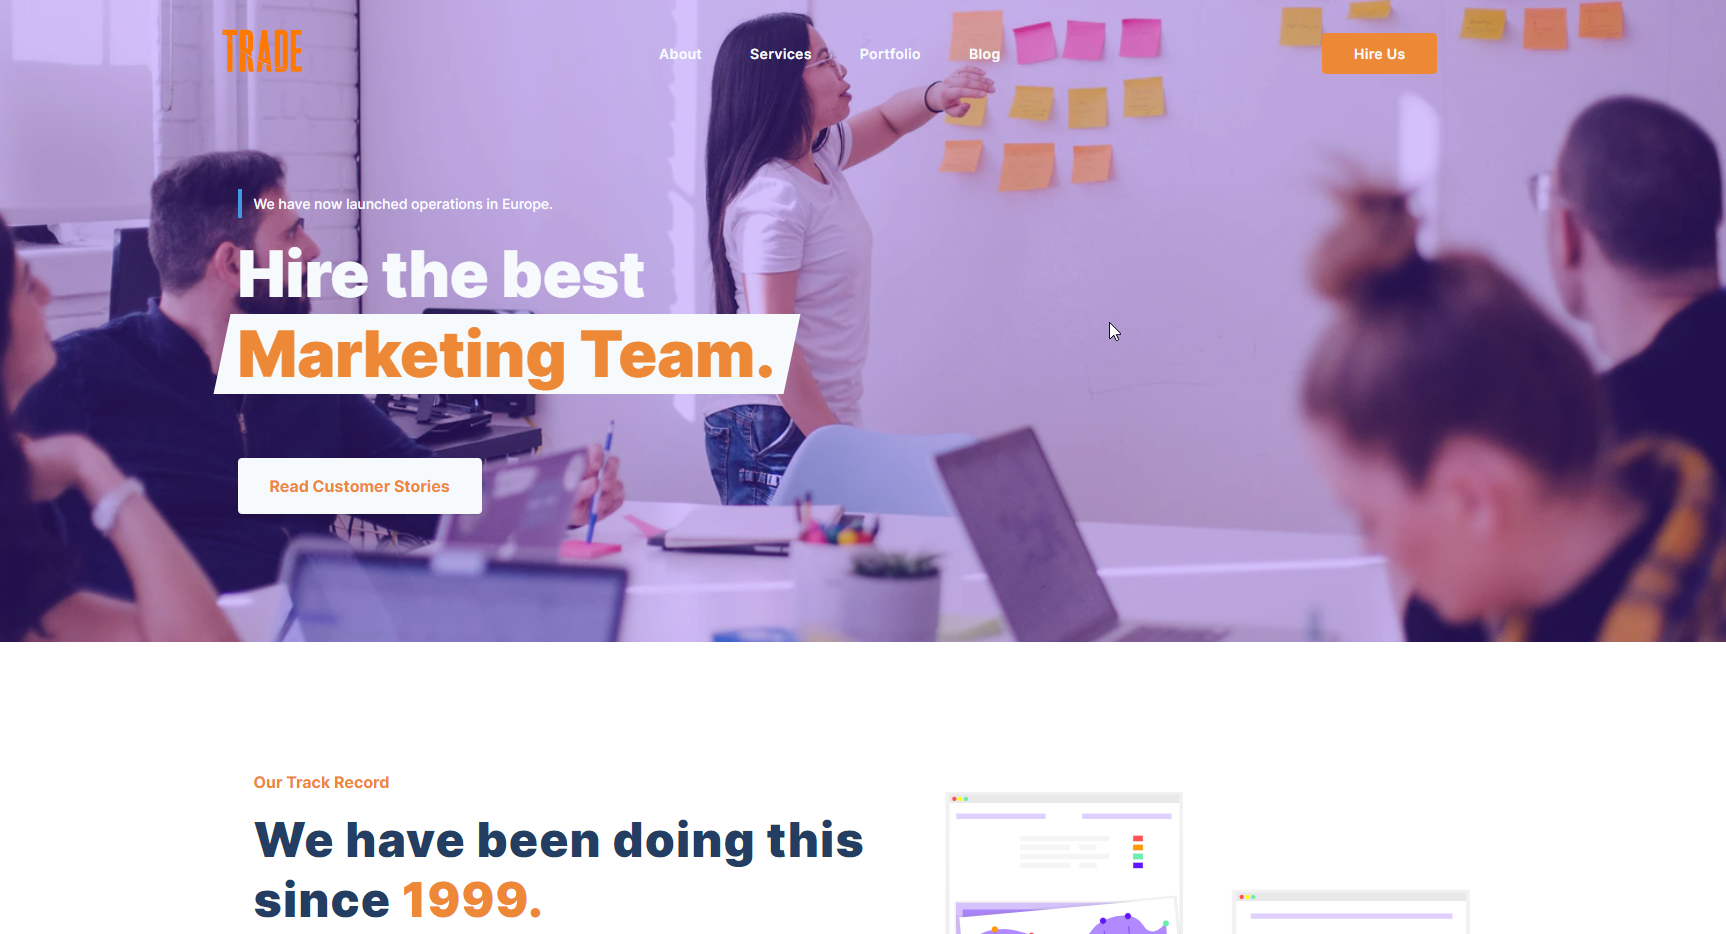 TRADE
About Services Portfolio Blog
Hire Us
We have now launched operations in Europe.
Hire the best
Marketing Team.
Read Customer Stories
Our Track Record
We have been doing this
since 1999.